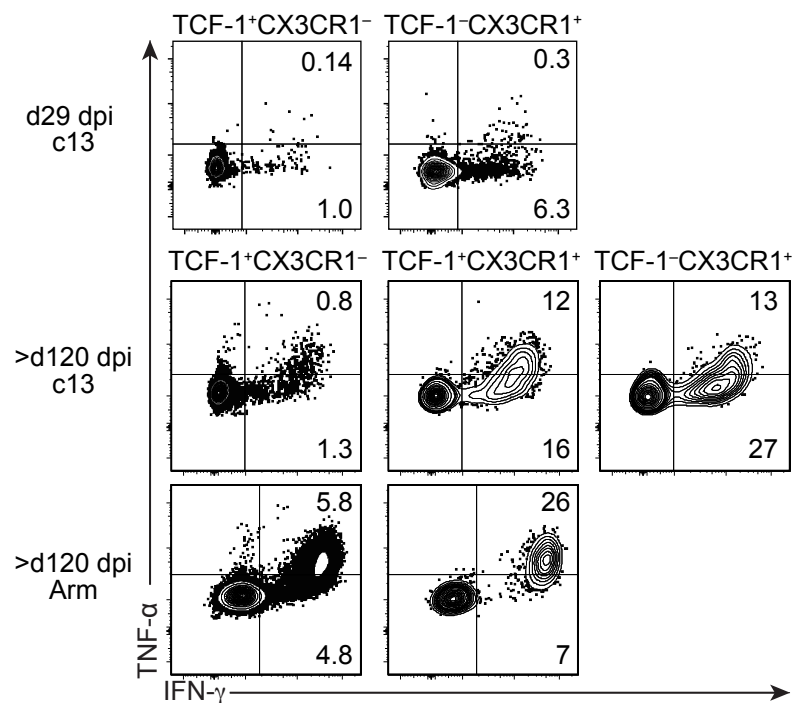 TCF-1⁺CX3CR1⁻ TCF-1⁻CX3CR1⁺
d29 dpi
c13
0.14
1.0
0.3
6.3
TCF-1⁺CX3CR1⁻ TCF-1⁺CX3CR1⁺ TCF-1⁻CX3CR1⁺
>d120 dpi
c13
0.8
1.3
12
16
13
27
>d120 dpi
Arm
5.8
4.8
26
7
TNF-α
IFN-γ